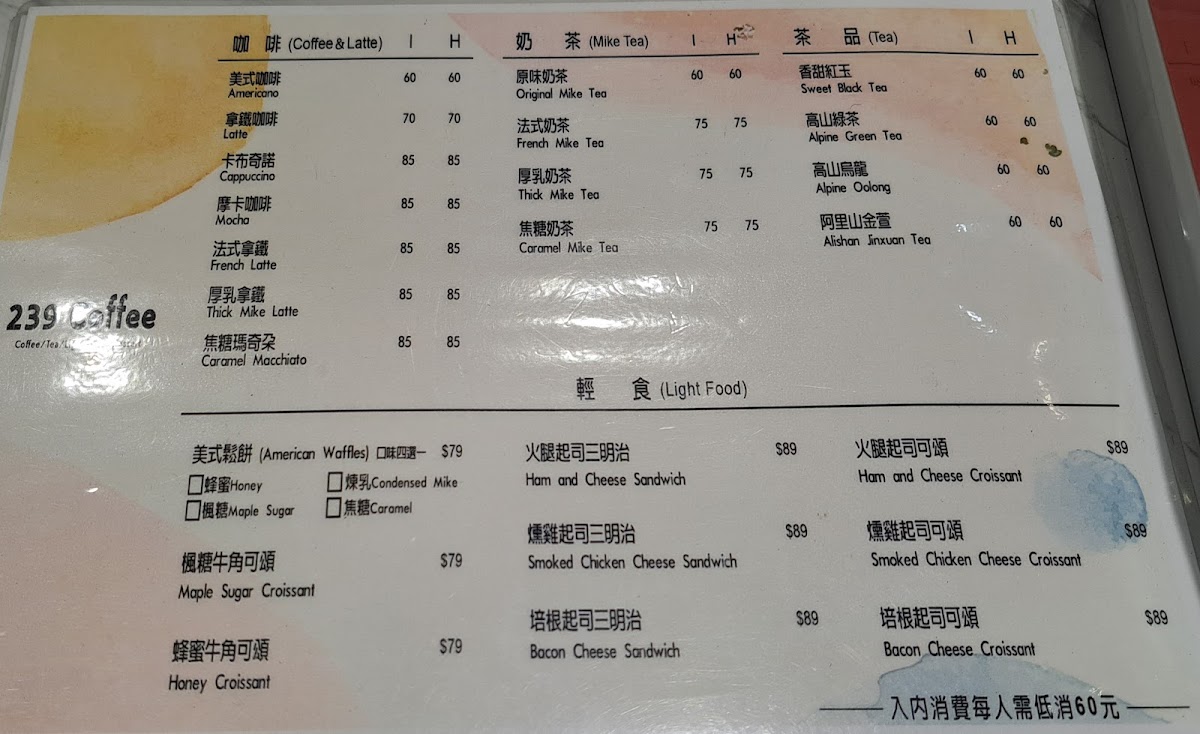 咖 啡 (Coffee & Latte) I H
美式咖啡 60 60
Americano
拿鐵咖啡 70 70
Latte
卡布奇諾 85 85
Cappuccino
摩卡咖啡 85 85
Mocha
法式拿鐵 85 85
French Latte
厚乳拿鐵 85 85
Thick Mike Latte
焦糖瑪奇朵 85 85
Caramel Macchiato
奶 茶 (Mike Tea) I H
原味奶茶 60 60
Original Mike Tea
法式奶茶 75 75
French Mike Tea
厚乳奶茶 75 75
Thick Mike Tea
焦糖奶茶 75 75
Caramel Mike Tea
茶 品 (Tea) I H
香甜紅玉 60 60
Sweet Black Tea
高山綠茶 60 60
Alpine Green Tea
高山烏龍 60 60
Alpine Oolong
阿里山金萱 60 60
Alishan Jinxuan Tea
239 Coffee
Coffee/Tea/
輕 食 (Light Food)
美式鬆餅 (American Waffles) 口味四選一 $79
蜂蜜Honey 煉乳Condensed Mike
楓糖Maple Sugar 焦糖Caramel
楓糖牛角可頌 $79
Maple Sugar Croissant
蜂蜜牛角可頌 $79
Honey Croissant
火腿起司三明治 $89
Ham and Cheese Sandwich
燻雞起司三明治 $89
Smoked Chicken Cheese Sandwich
培根起司三明治 $89
Bacon Cheese Sandwich
火腿起司可頌 $89
Ham and Cheese Croissant
燻雞起司可頌 $89
Smoked Chicken Cheese Croissant
培根起司可頌 $89
Bacon Cheese Croissant
入內消費每人需低消60元